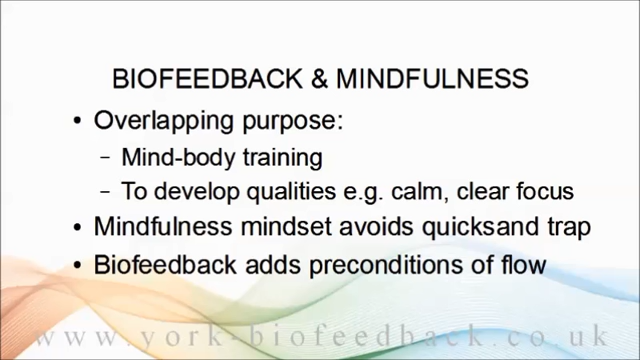 BIOFEEDBACK & MINDFULNESS
• Overlapping purpose:
– Mind-body training
– To develop qualities e.g. calm, clear focus
• Mindfulness mindset avoids quicksand trap
• Biofeedback adds preconditions of flow
www.york-biofeedback.co.uk